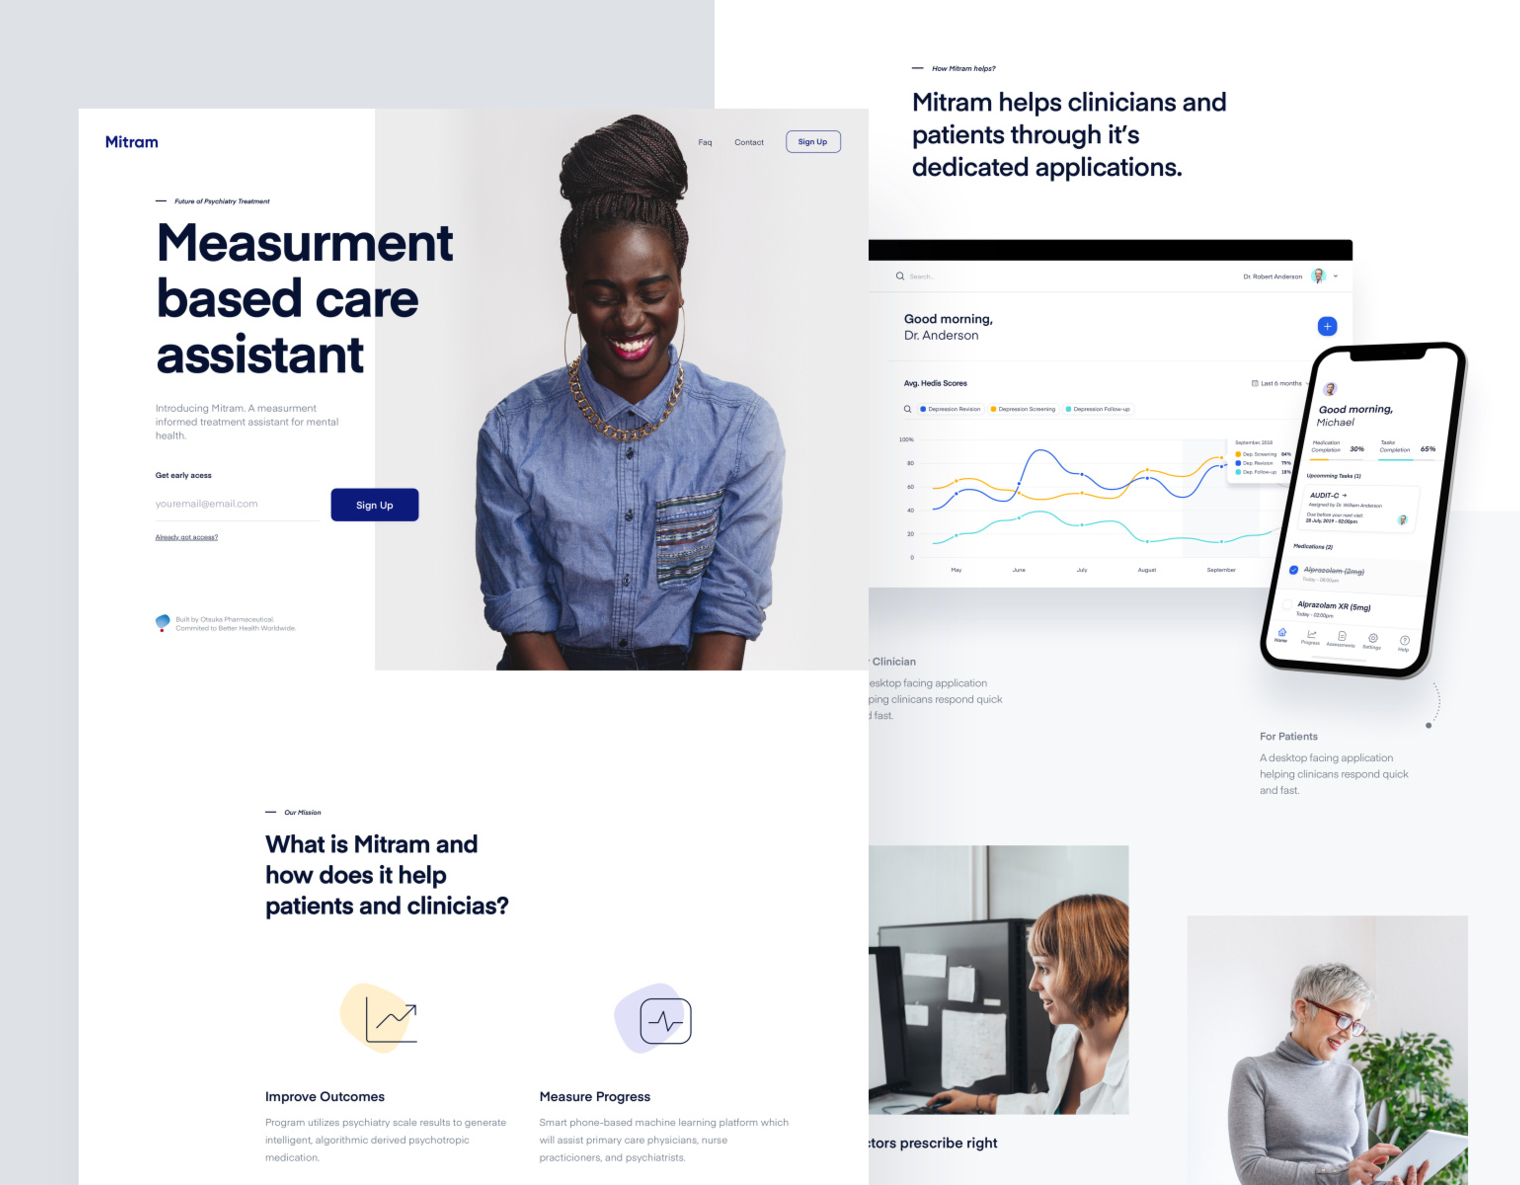 Mitram
Faq
Contact
Sign Up
Future of Psychiatry Treatment
Measurment
based care
assistant
Introducing Mitram. A measurment
informed treatment assistant for mental
health.
Get early acess
youremail@email.com
Sign Up
Already got access?
Built by Otsuka Pharmaceutical.
Commited to Better Health Worldwide.
Our Mission
What is Mitram and
how does it help
patients and clinicias?
Improve Outcomes
Program utilizes psychiatry scale results to generate
intelligent, algorithmic derived psychotropic
medication.
Measure Progress
Smart phone-based machine learning platform which
will assist primary care physicians, nurse
practicioners, and psychiatrists.
How Mitram helps?
Mitram helps clinicians and
patients through it's
dedicated applications.
Search...
Dr. Robert Anderson
Good morning,
Dr. Anderson
Avg. Hedis Scores
Last 6 months
Depression Revision
Depression Screening
Depression Follow-up
100%
80
60
40
20
0
May
June
July
August
September
September, 2018
Dep. Screening 84%
Dep. Revision 79%
Dep. Follow-up 18%
Good morning,
Michael
Medication
Completion
30%
Tasks
Completion
65%
Upcomming Tasks (1)
AUDIT-C
Assigned by Dr. William Anderson
Due before your next visit:
28 July, 2019 - 02:00pm
Medications (2)
Alprazolam (2mg)
Today - 08:00am
Alprazolam XR (5mg)
Today - 02:00pm
Home
Progress
Assessments
Settings
Help
Clinician
esktop facing application
ping clinicans respond quick
d fast.
For Patients
A desktop facing application
helping clinicans respond quick
and fast.
ctors prescribe right